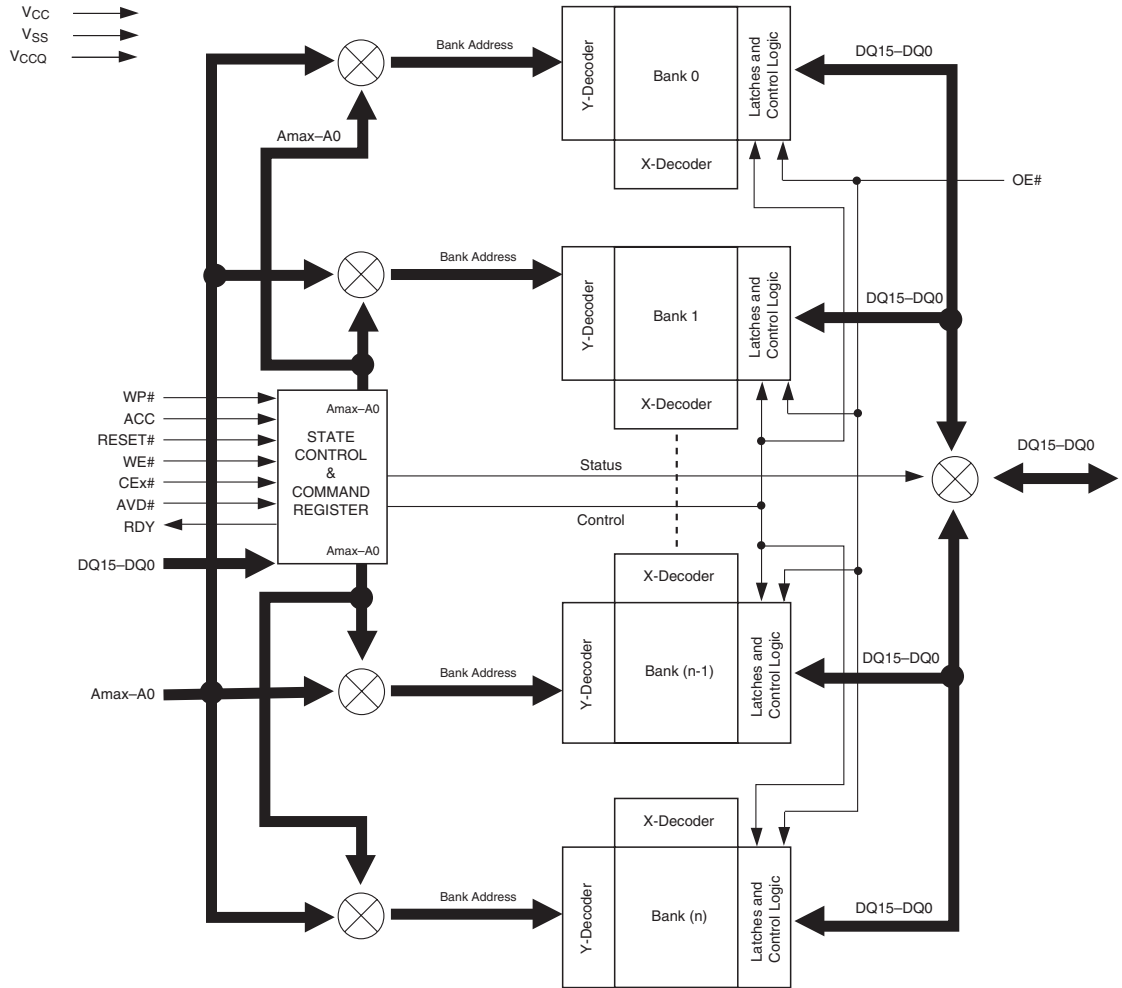 VCC
VSS
VCCQ
Bank Address
Y-Decoder
Bank 0
Latches and
Control Logic
DQ15–DQ0
Amax–A0
X-Decoder
OE#
Bank Address
Y-Decoder
Bank 1
Latches and
Control Logic
DQ15–DQ0
X-Decoder
WP#
ACC
RESET#
WE#
CEx#
AVD#
RDY
DQ15–DQ0
Amax–A0
STATE
CONTROL
&
COMMAND
REGISTER
Amax–A0
Status
Control
DQ15–DQ0
X-Decoder
Amax–A0
Bank Address
Y-Decoder
Bank (n-1)
Latches and
Control Logic
DQ15–DQ0
X-Decoder
Bank Address
Y-Decoder
Bank (n)
Latches and
Control Logic
DQ15–DQ0